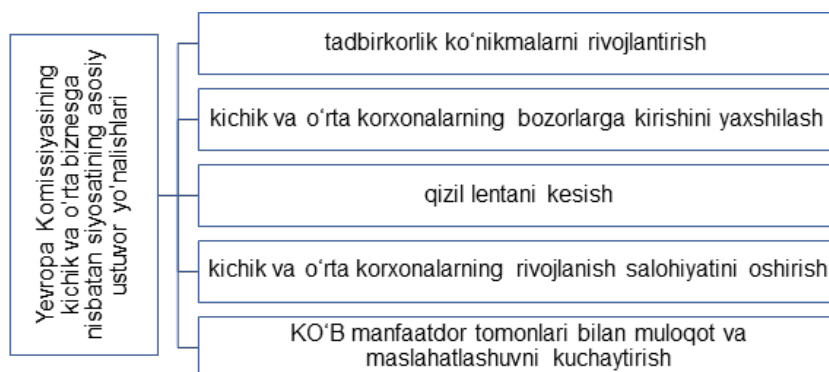 Yevropa Komissiyasining
kichik va o‘rta biznesga
nisbatan siyosatining asosiy
ustuvor yo'nalishlari
tadbirkorlik ko‘nikmalarni rivojlantirish
kichik va o‘rta korxonalarning bozorlarga kirishini yaxshilash
qizil lentani kesish
kichik va o‘rta korxonalarning rivojlanish salohiyatini oshirish
KO‘B manfaatdor tomonlari bilan muloqot va
maslahatlashuvni kuchaytirish